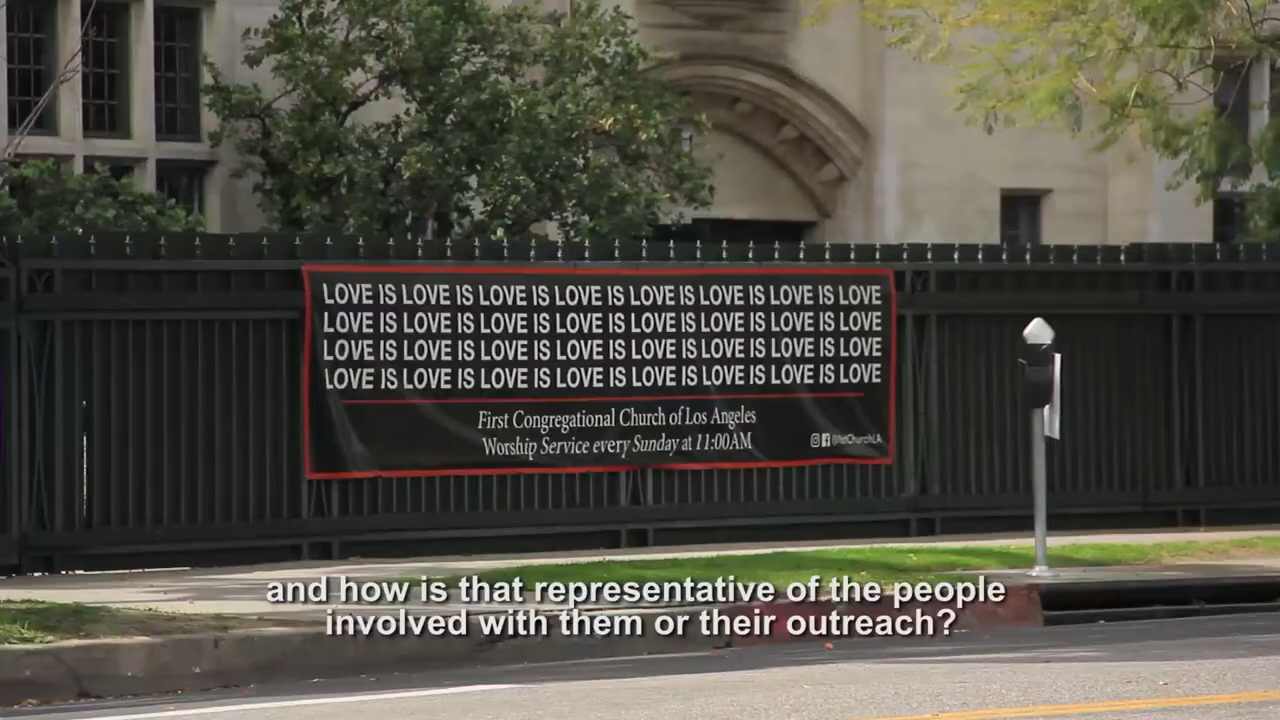 LOVE IS LOVE IS LOVE IS LOVE IS LOVE IS LOVE IS LOVE IS LOVE
LOVE IS LOVE IS LOVE IS LOVE IS LOVE IS LOVE IS LOVE IS LOVE
LOVE IS LOVE IS LOVE IS LOVE IS LOVE IS LOVE IS LOVE IS LOVE
LOVE IS LOVE IS LOVE IS LOVE IS LOVE IS LOVE IS LOVE IS LOVE
First Congregational Church of Los Angeles
Worship Service every Sunday at 11:00AM
@1stChurchLA
and how is that representative of the people
involved with them or their outreach?